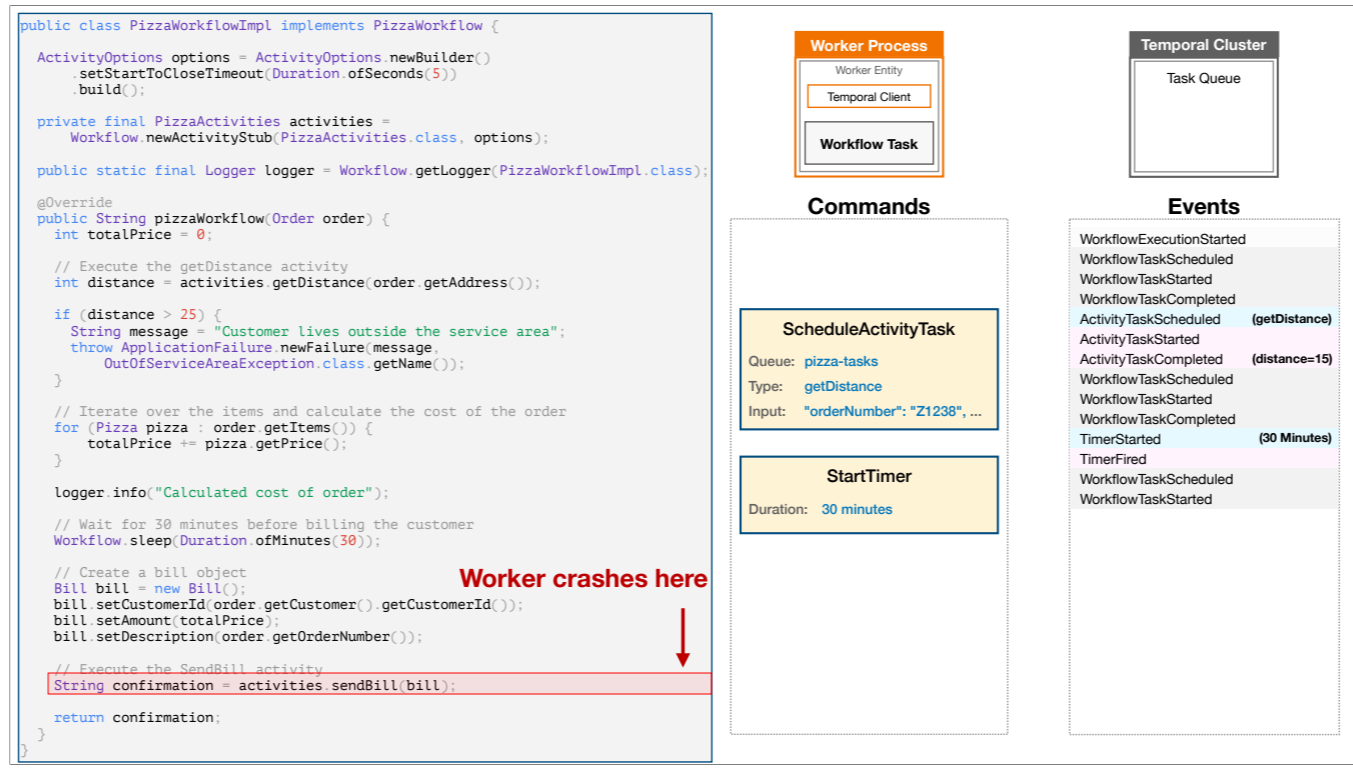 public class PizzaWorkflowImpl implements PizzaWorkflow {
ActivityOptions options = ActivityOptions.newBuilder()
.setStartToCloseTimeout(Duration.ofSeconds(5))
.build();
private final PizzaActivities activities =
Workflow.newActivityStub(PizzaActivities.class, options);
public static final Logger logger = Workflow.getLogger(PizzaWorkflowImpl.class);
@Override
public String pizzaWorkflow(Order order) {
int totalPrice = 0;
// Execute the getDistance activity
int distance = activities.getDistance(order.getAddress());
if (distance > 25) {
String message = "Customer lives outside the service area";
throw ApplicationFailure.newFailure(message,
OutOfServiceAreaException.class.getName());
}
// Iterate over the items and calculate the cost of the order
for (Pizza pizza : order.getItems()) {
totalPrice += pizza.getPrice();
}
logger.info("Calculated cost of order");
// Wait for 30 minutes before billing the customer
Workflow.sleep(Duration.ofMinutes(30));
// Create a bill object
Bill bill = new Bill();
bill.setCustomerId(order.getCustomer().getCustomerId());
bill.setAmount(totalPrice);
bill.setDescription(order.getOrderNumber());
// Execute the SendBill activity
String confirmation = activities.sendBill(bill);
return confirmation;
}
}
Worker crashes here
Worker Process
Worker Entity
Temporal Client
Workflow Task
Commands
ScheduleActivityTask
Queue: pizza-tasks
Type: getDistance
Input: "orderNumber": "Z1238", ...
StartTimer
Duration: 30 minutes
Temporal Cluster
Task Queue
Events
WorkflowExecutionStarted
WorkflowTaskScheduled
WorkflowTaskStarted
WorkflowTaskCompleted
ActivityTaskScheduled (getDistance)
ActivityTaskStarted
ActivityTaskCompleted (distance=15)
WorkflowTaskScheduled
WorkflowTaskStarted
WorkflowTaskCompleted
TimerStarted (30 Minutes)
TimerFired
WorkflowTaskScheduled
WorkflowTaskStarted